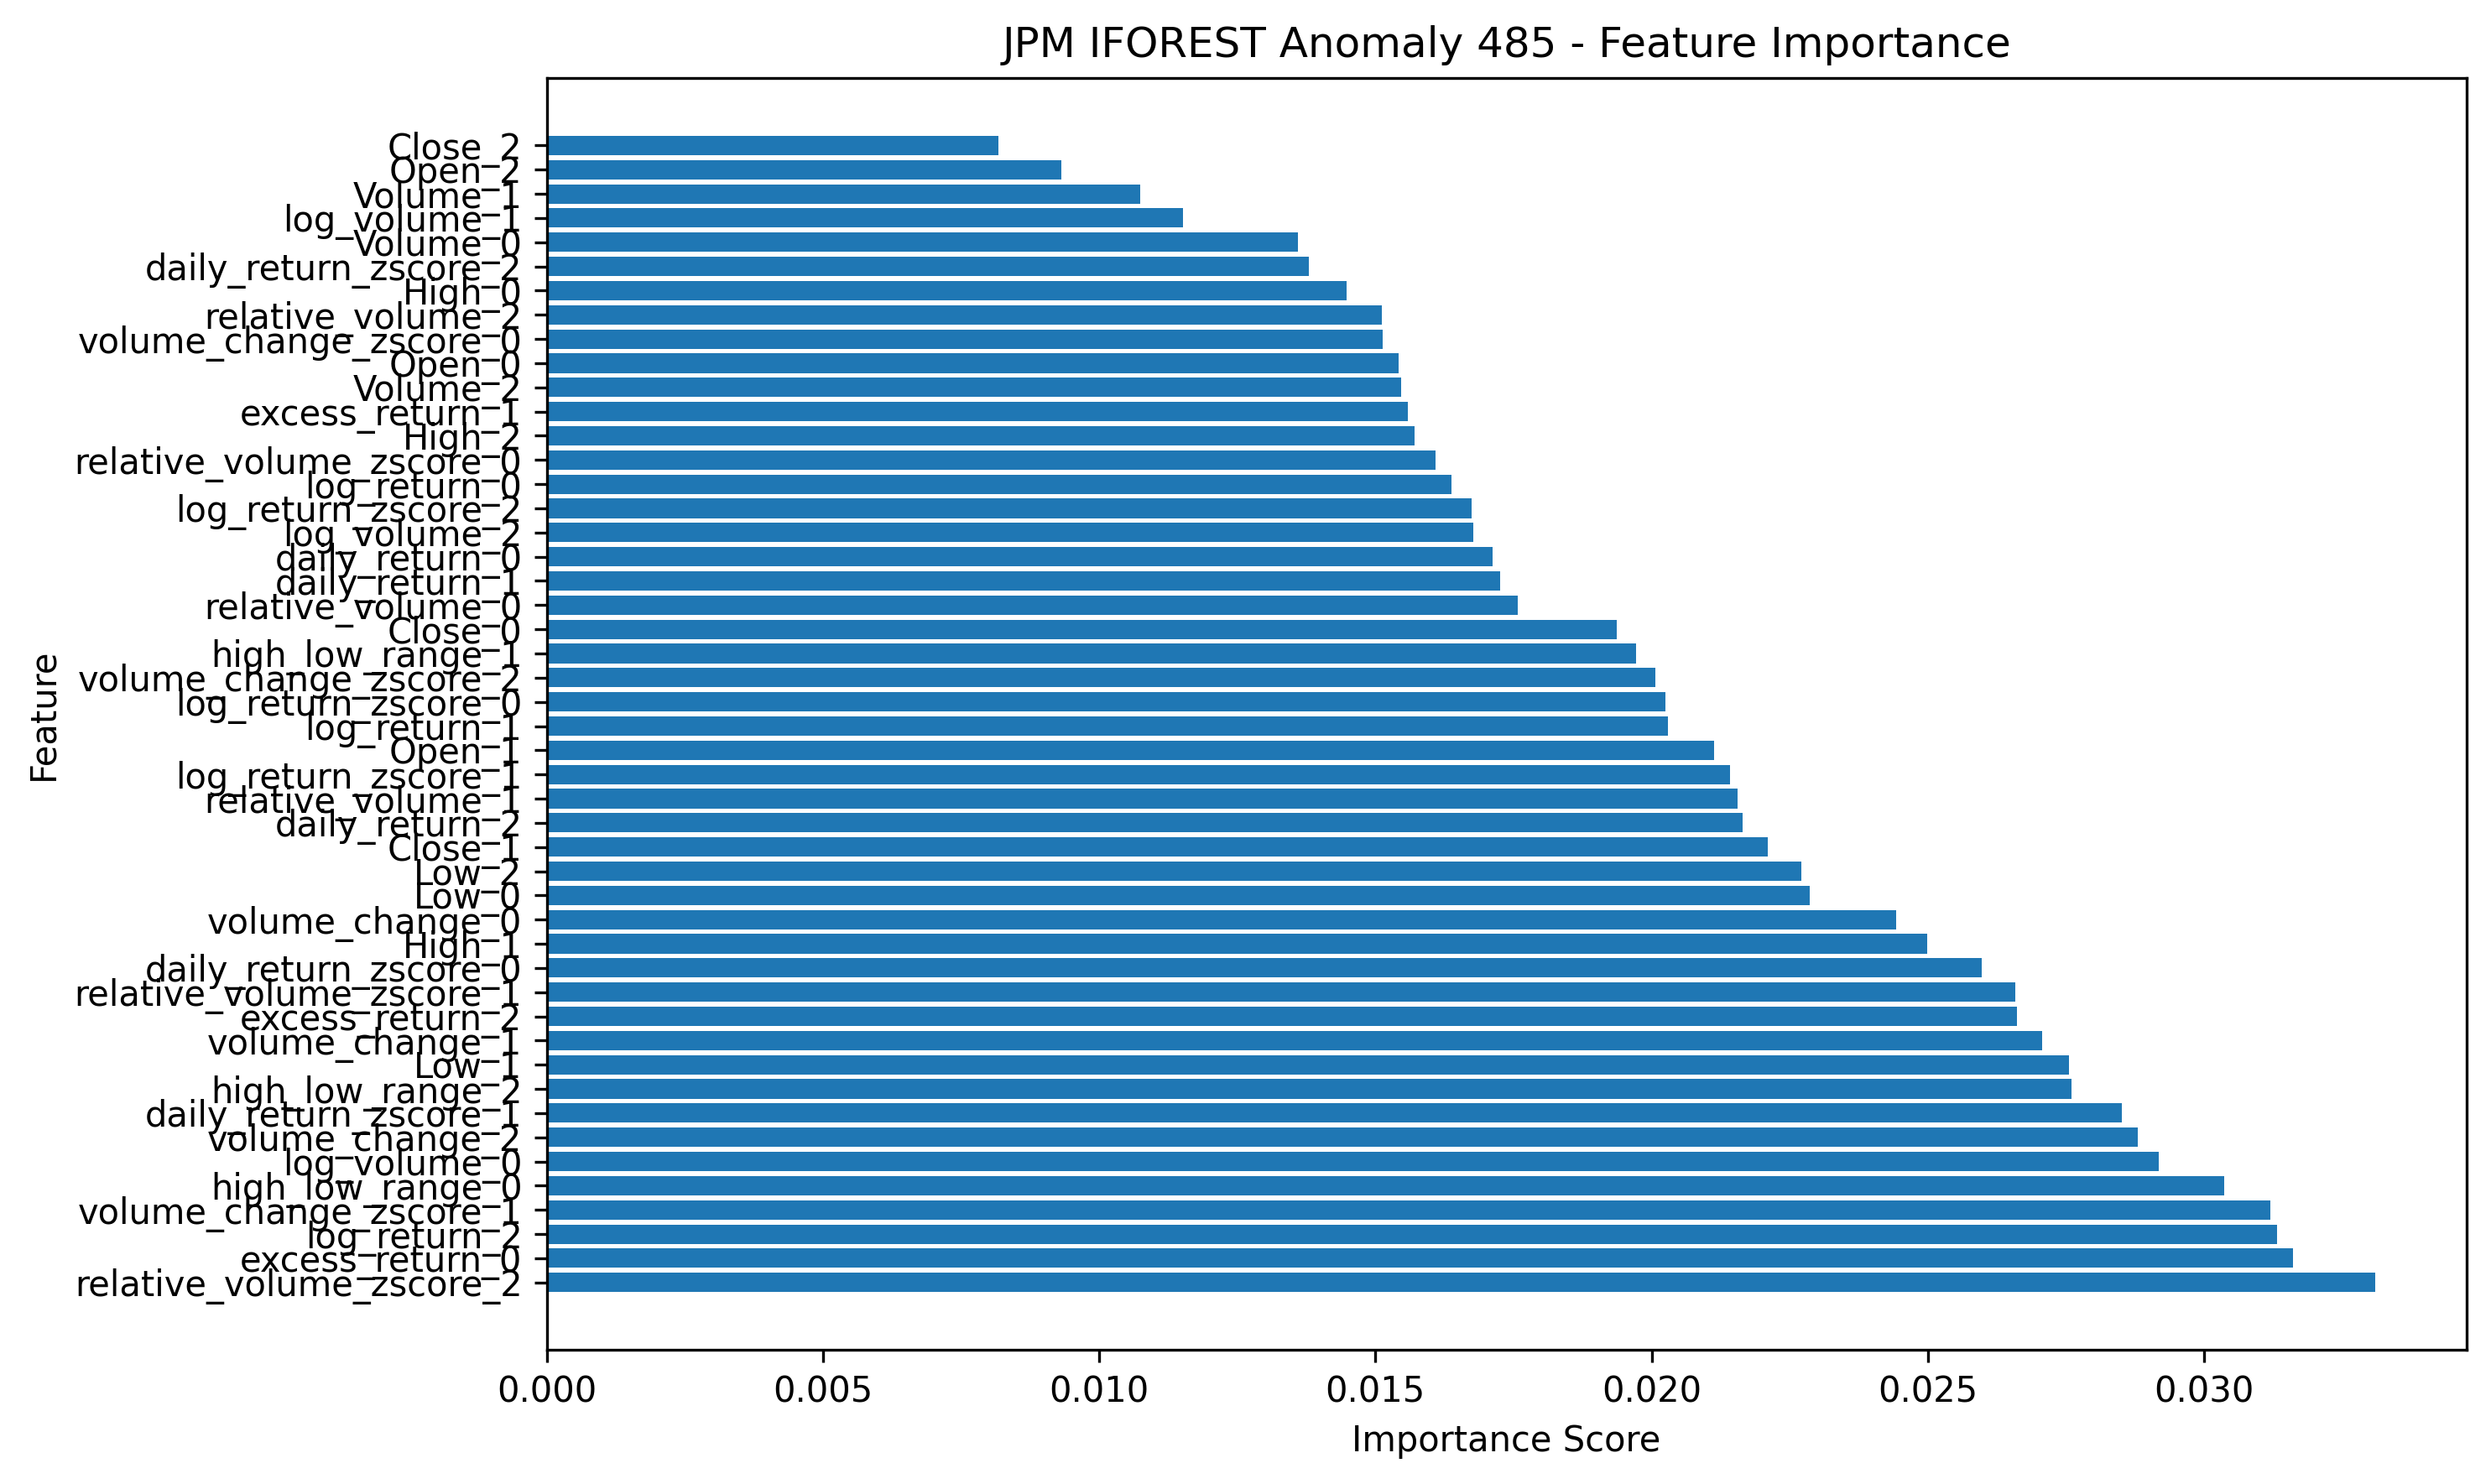 JPM IFOREST Anomaly 485 - Feature Importance
Close_2
Open_2
Volume_1
log_volume_1
Volume_0
daily_return_zscore_2
High_0
relative_volume_2
volume_change_zscore_0
Open_0
Volume_2
excess_return_1
High_2
relative_volume_zscore_0
log_return_0
log_return_zscore_2
log_volume_2
daily_return_0
daily_return_1
relative_volume_0
Close_0
high_low_range_1
volume_change_zscore_2
log_return_zscore_0
log_return_1
Open_1
log_return_zscore_1
relative_volume_1
daily_return_2
Close_1
Low_2
Low_0
volume_change_0
High_1
daily_return_zscore_0
relative_volume_zscore_1
excess_return_2
volume_change_1
Low_1
high_low_range_2
daily_return_zscore_1
volume_change_2
log_volume_0
high_low_range_0
volume_change_zscore_1
log_return_2
excess_return_0
relative_volume_zscore_2
Feature
0.000 0.005 0.010 0.015 0.020 0.025 0.030
Importance Score